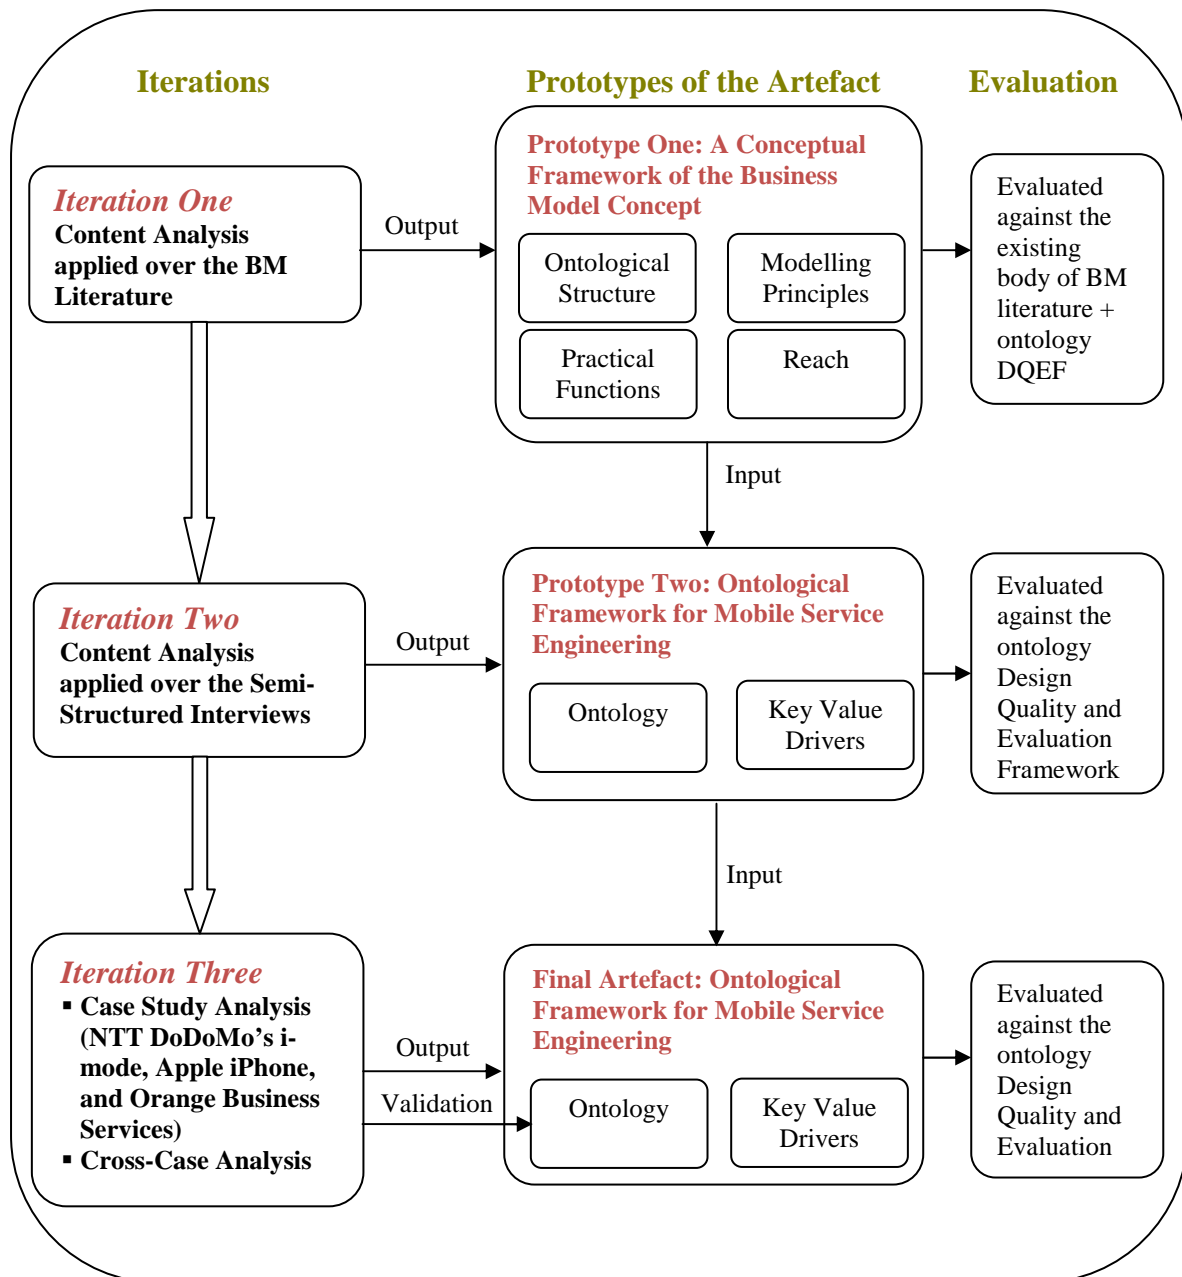 Iterations
Prototypes of the Artefact
Evaluation
Iteration One
Content Analysis
applied over the BM
Literature
Output
Prototype One: A Conceptual
Framework of the Business
Model Concept
Ontological
Structure
Modelling
Principles
Practical
Functions
Reach
Evaluated
against the
existing
body of BM
literature +
ontology
DQEF
Input
Iteration Two
Content Analysis
applied over the Semi-
Structured Interviews
Output
Prototype Two: Ontological
Framework for Mobile Service
Engineering
Ontology
Key Value
Drivers
Evaluated
against the
ontology
Design
Quality and
Evaluation
Framework
Input
Iteration Three
▪ Case Study Analysis
(NTT DoDoMo’s i-
mode, Apple iPhone,
and Orange Business
Services)
▪ Cross-Case Analysis
Output
Validation
Final Artefact: Ontological
Framework for Mobile Service
Engineering
Ontology
Key Value
Drivers
Evaluated
against the
ontology
Design
Quality and
Evaluation